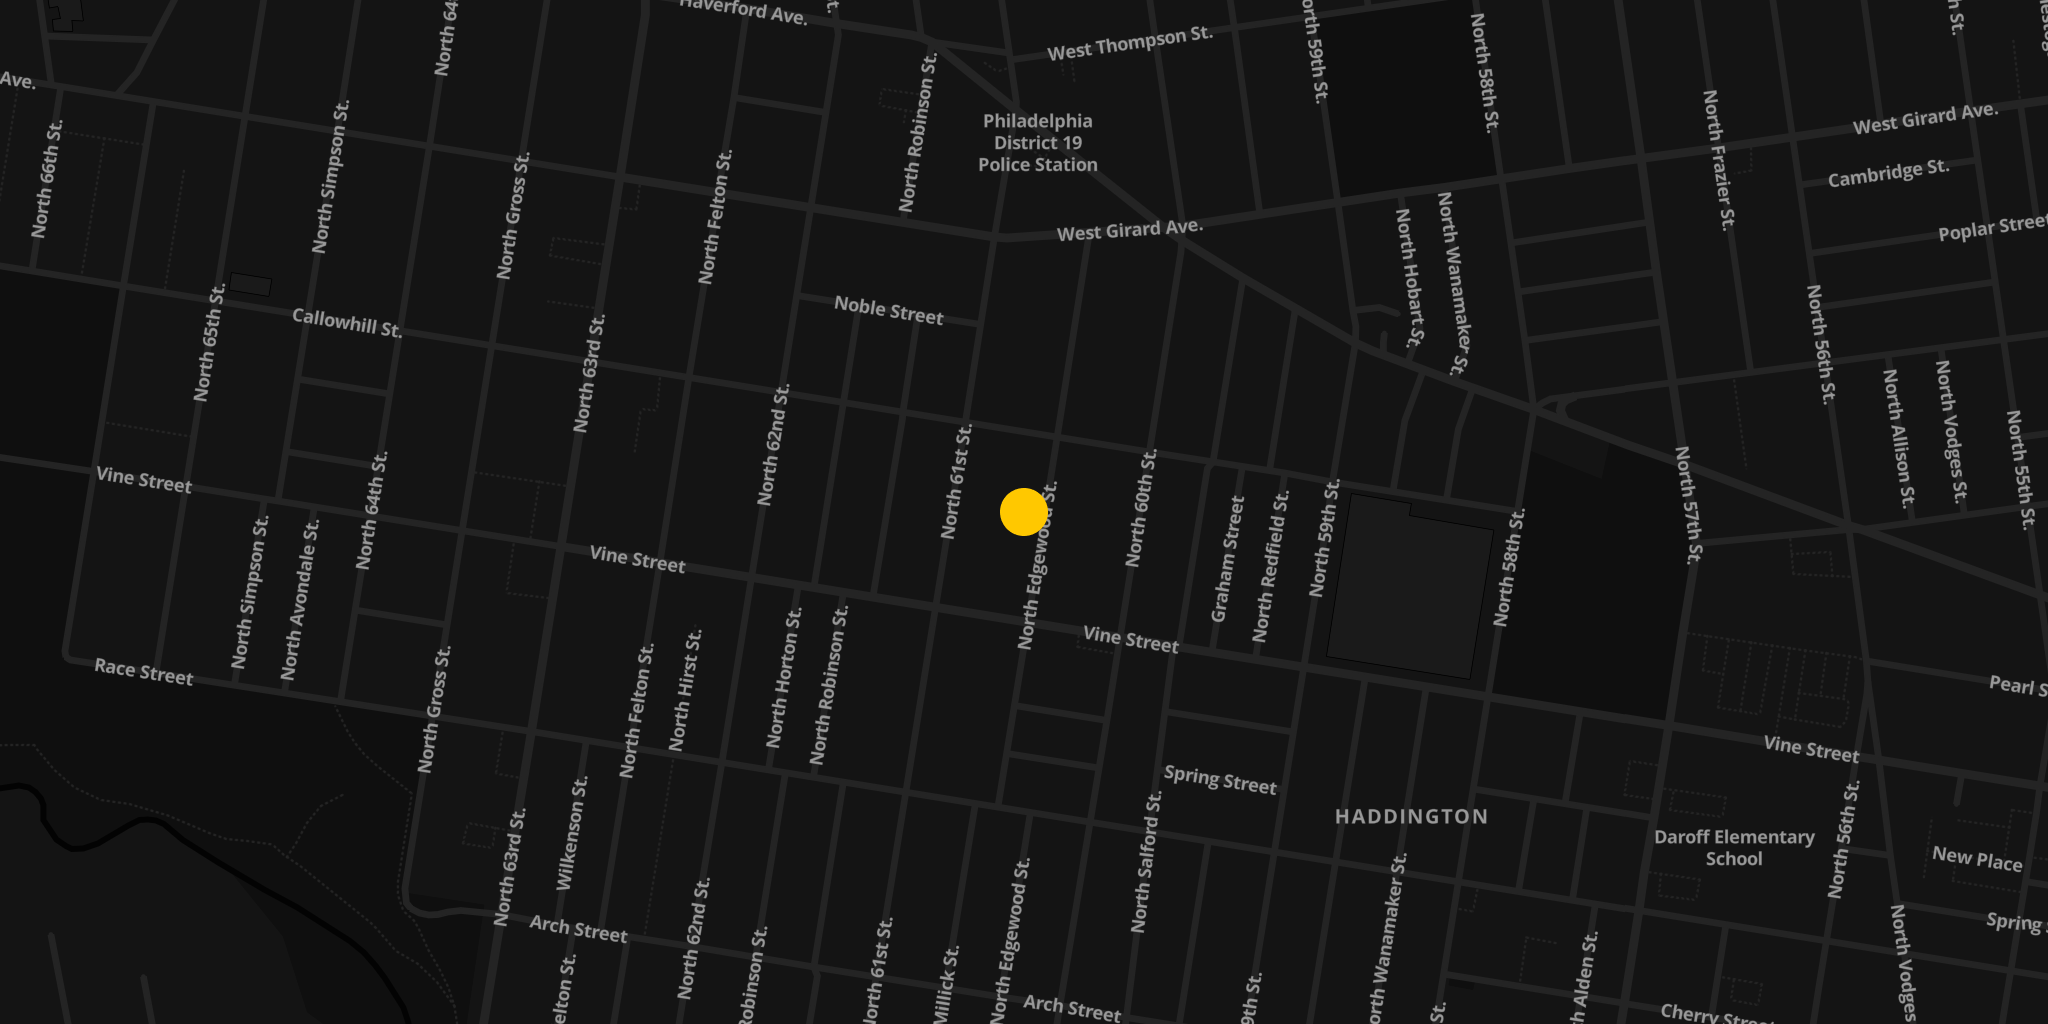 Haverford Ave.
West Thompson St.
North 58th St.
Ave.
North 66th St.
North Simpson St.
North Gross St.
North Felton St.
North Robinson St.
Philadelphia
District 19
Police Station
North Frazier St.
West Girard Ave.
Cambridge St.
Poplar Street
West Girard Ave.
North Hobart St.
North Wanamaker St.
North 65th St.
Callowhill St.
North 63rd St.
Noble Street
North 62nd St.
North 61st St.
North 56th St.
North Allison St.
North Vodges St.
North 55th St.
Vine Street
North 64th St.
North Edgewood St.
North 60th St.
Graham Street
North Redfield St.
North 59th St.
North 58th St.
North 57th St.
North Simpson St.
North Avondale St.
Vine Street
North Horton St.
North Robinson St.
Vine Street
Race Street
North Gross St.
North Felton St.
North Hirst St.
Spring Street
North Salford St.
Vine Street
HADDINGTON
Daroff Elementary
School
North 56th St.
New Place
North 63rd St.
Wilkenson St.
Arch Street
North 62nd St.
Robinson St.
North 61st St.
Millick St.
North Edgewood St.
Arch Street
North Wanamaker St.
Cherry Street
North Vodges